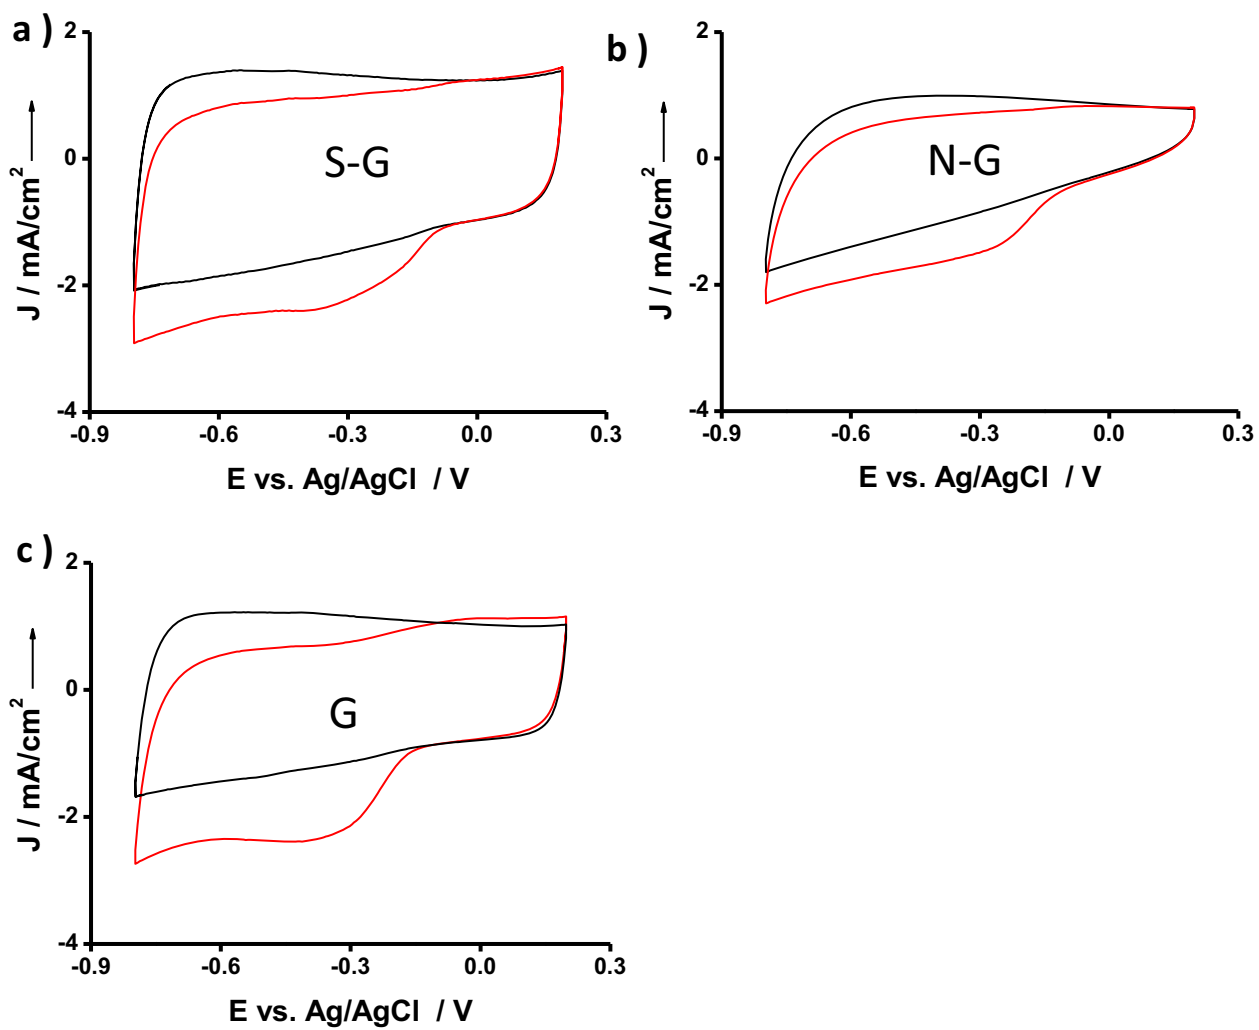 a )
2
0
-2
-4
J / mA/cm²
S-G
-0.9 -0.6 -0.3 0.0 0.3
E vs. Ag/AgCl / V
b )
2
0
-2
-4
J / mA/cm²
N-G
-0.9 -0.6 -0.3 0.0 0.3
E vs. Ag/AgCl / V
c )
2
0
-2
-4
J / mA/cm²
G
-0.9 -0.6 -0.3 0.0 0.3
E vs. Ag/AgCl / V